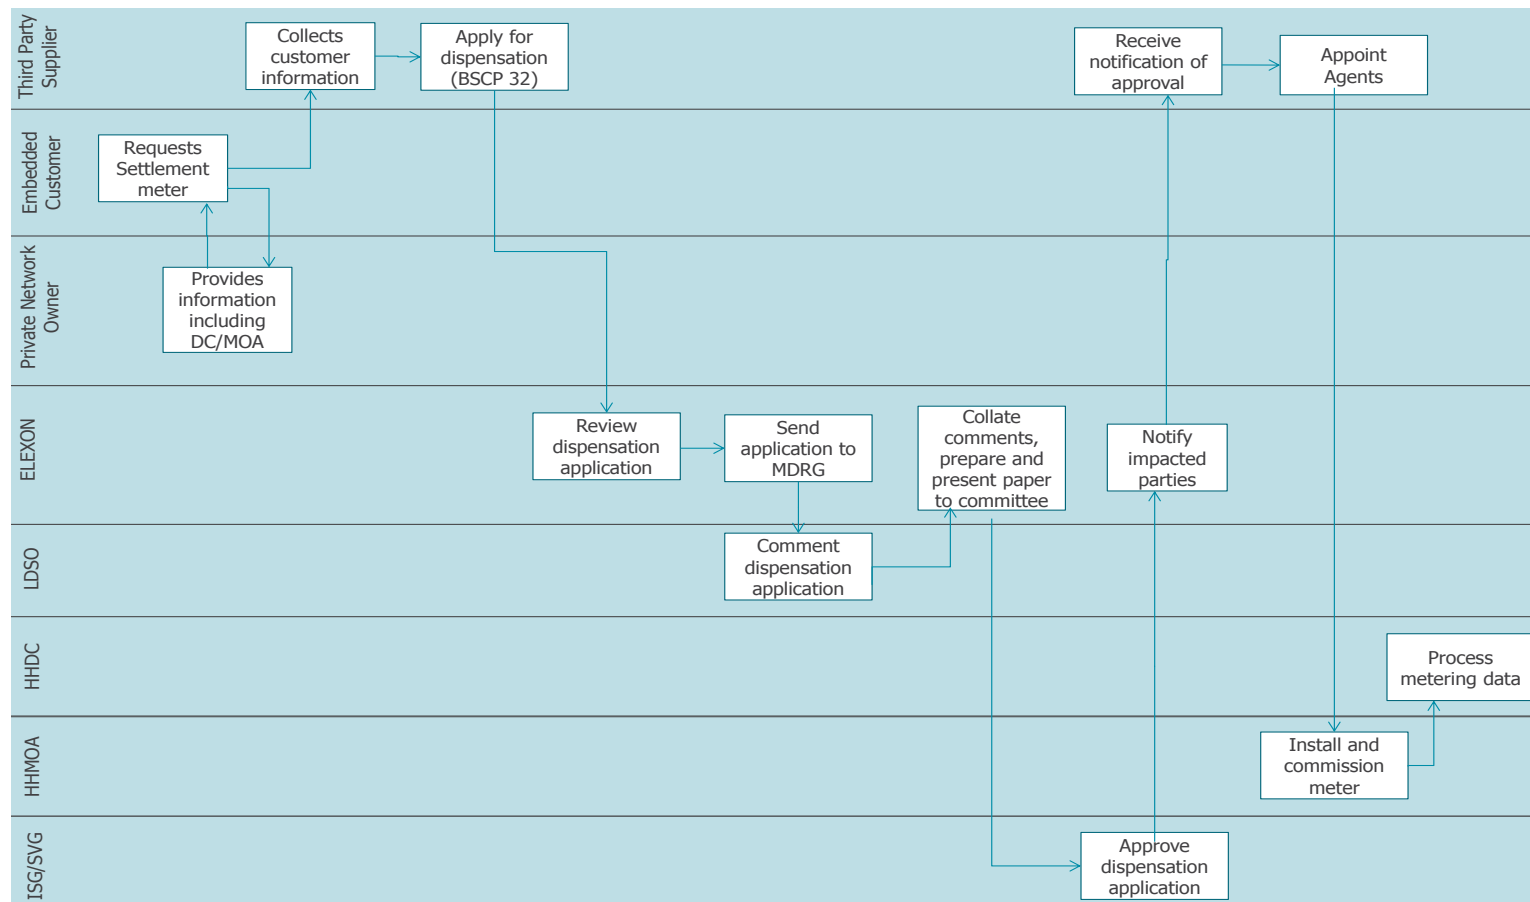 Third Party
Supplier
Collects
customer
information
Apply for
dispensation
(BSCP 32)
Receive
notification of
approval
Appoint
Agents
Embedded
Customer
Requests
Settlement
meter
Private Network
Owner
Provides
information
including
DC/MOA
ELEXON
Review
dispensation
application
Send
application to
MDRG
Collate
comments,
prepare and
present paper
to committee
Notify
impacted
parties
LDSO
Comment
dispensation
application
HHDC
Process
metering data
HHMOA
Install and
commission
meter
ISG/SVG
Approve
dispensation
application